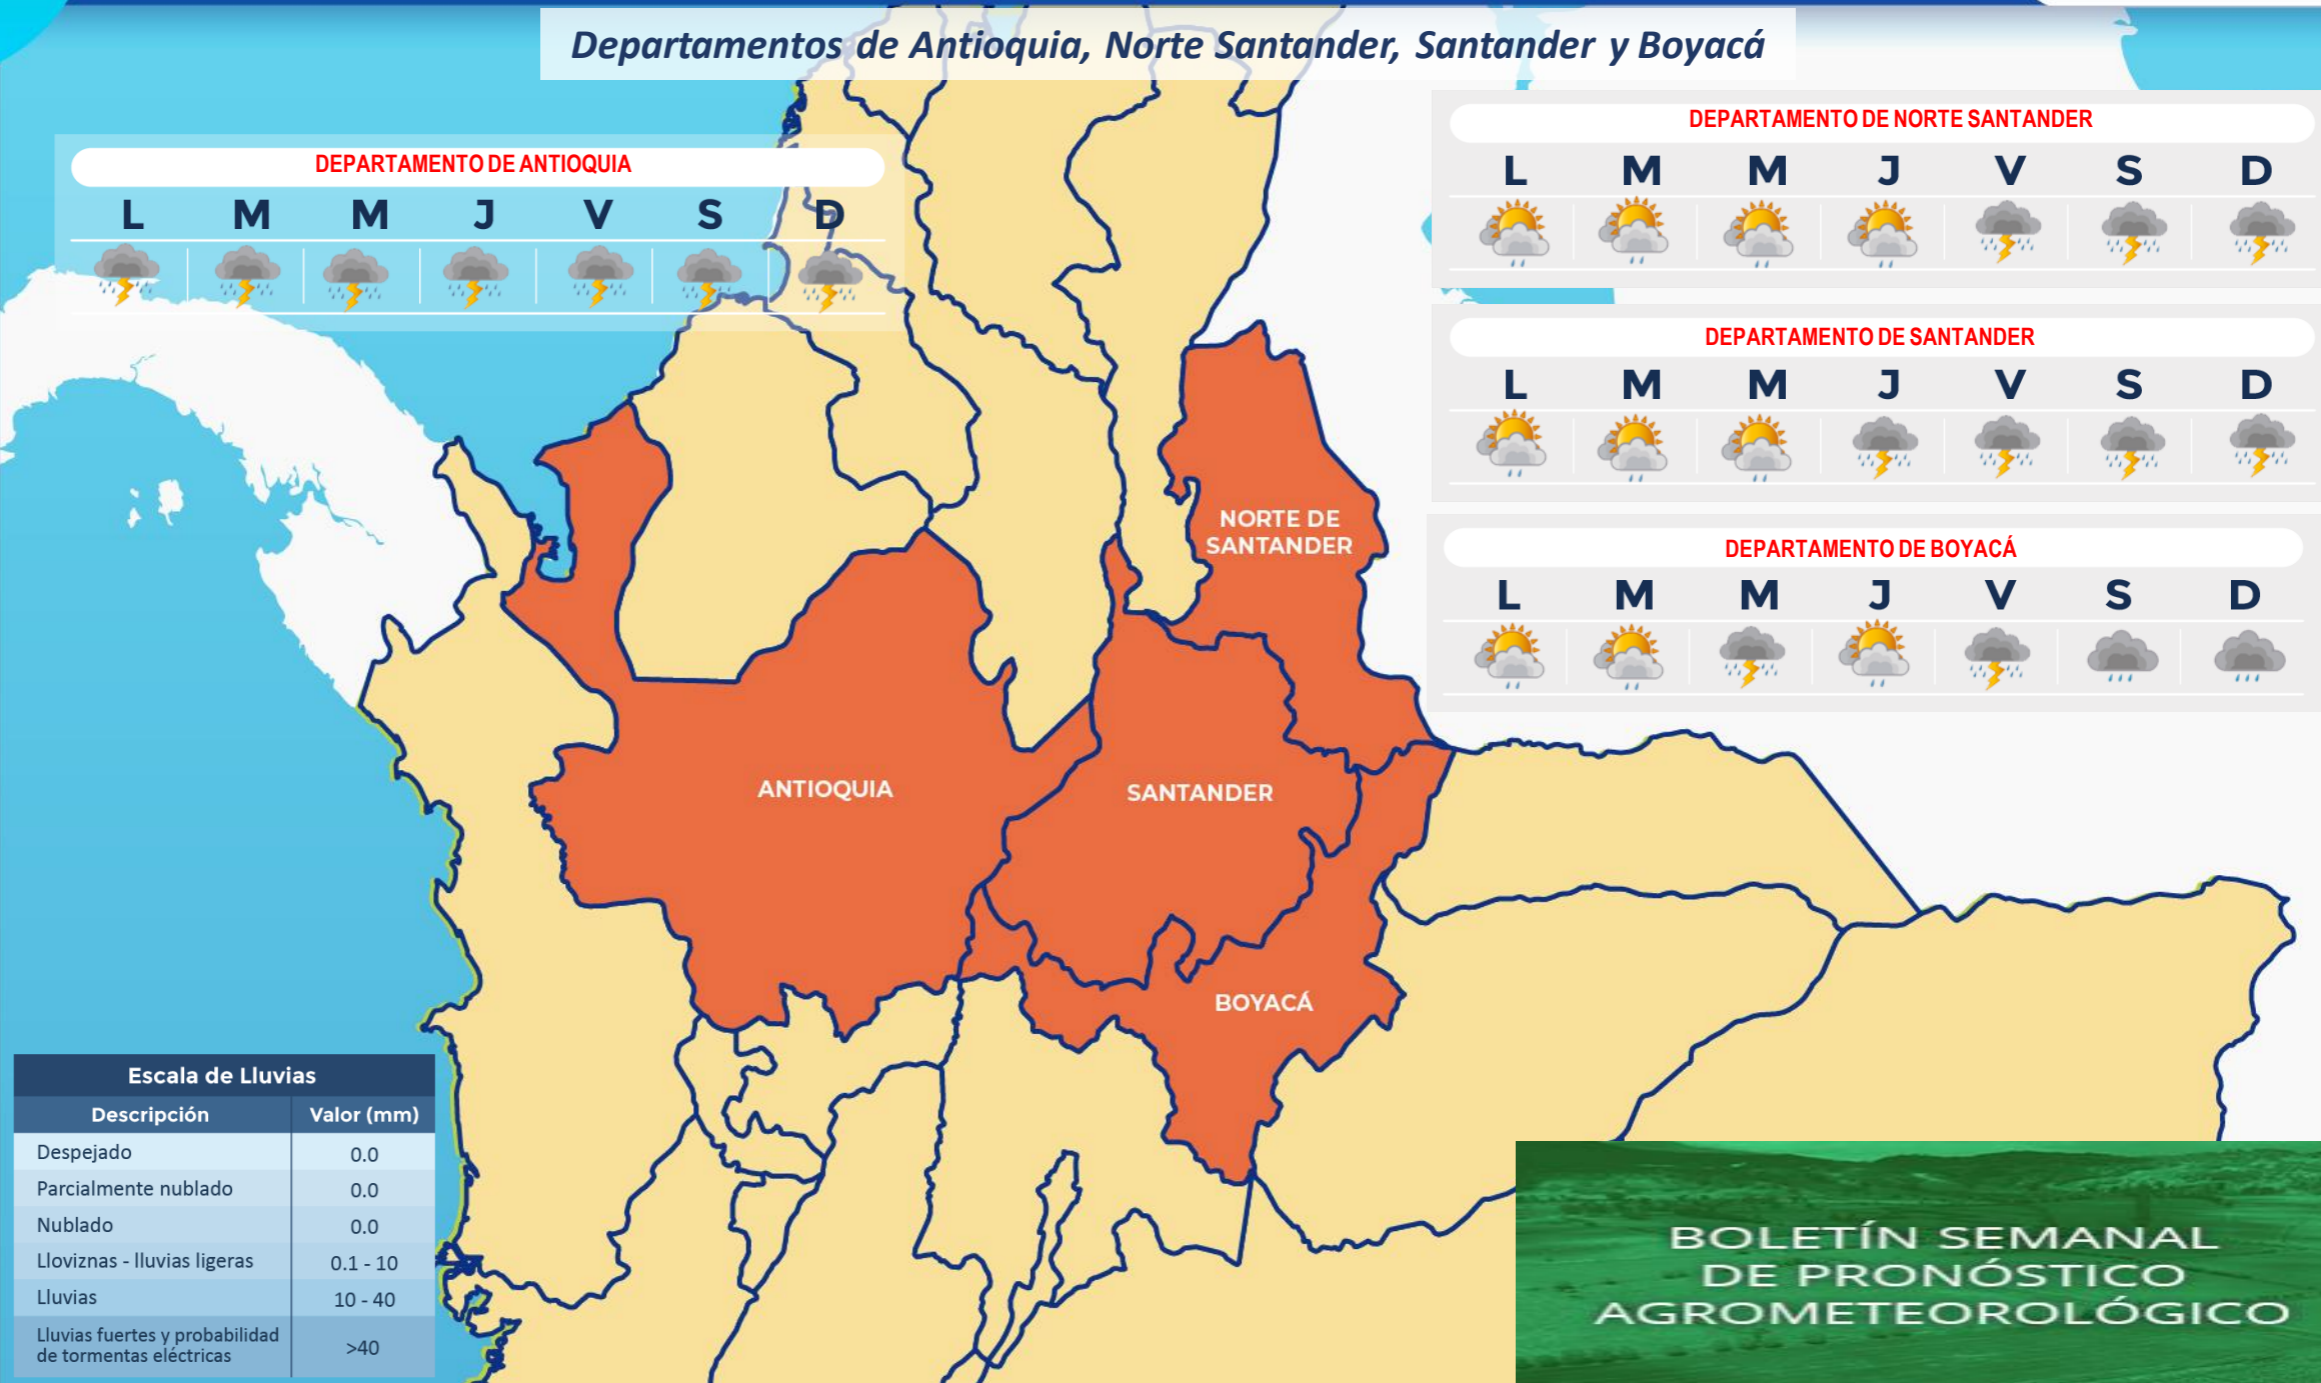 Departamentos de Antioquia, Norte Santander, Santander y Boyacá
DEPARTAMENTO DE ANTIOQUIA
L M M J V S D
DEPARTAMENTO DE NORTE SANTANDER
L M M J V S D
DEPARTAMENTO DE SANTANDER
L M M J V S D
DEPARTAMENTO DE BOYACÁ
L M M J V S D
NORTE DE
SANTANDER
ANTIOQUIA
SANTANDER
BOYACÁ
Escala de Lluvias
Descripción Valor (mm)
Despejado 0.0
Parcialmente nublado 0.0
Nublado 0.0
Lloviznas - lluvias ligeras 0.1 - 10
Lluvias 10 - 40
Lluvias fuertes y probabilidad
de tormentas eléctricas >40
BOLETÍN SEMANAL
DE PRONÓSTICO
AGROMETEOROLÓGICO